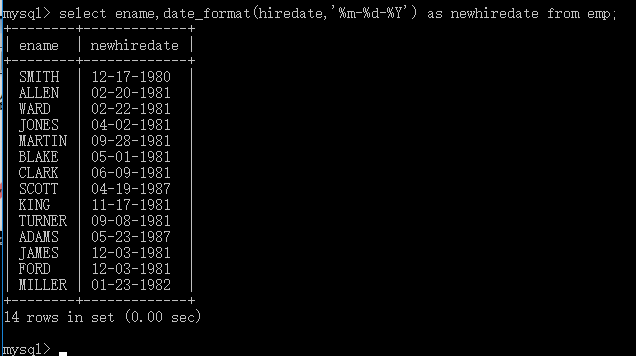 mysql> select ename,date_format(hiredate,'%m-%d-%Y') as newhiredate from emp;
+--------+-------------+
| ename  | newhiredate |
+--------+-------------+
| SMITH  | 12-17-1980  |
| ALLEN  | 02-20-1981  |
| WARD   | 02-22-1981  |
| JONES  | 04-02-1981  |
| MARTIN | 09-28-1981  |
| BLAKE  | 05-01-1981  |
| CLARK  | 06-09-1981  |
| SCOTT  | 04-19-1987  |
| KING   | 11-17-1981  |
| TURNER | 09-08-1981  |
| ADAMS  | 05-23-1987  |
| JAMES  | 12-03-1981  |
| FORD   | 12-03-1981  |
| MILLER | 01-23-1982  |
+--------+-------------+
14 rows in set (0.00 sec)
mysql> _